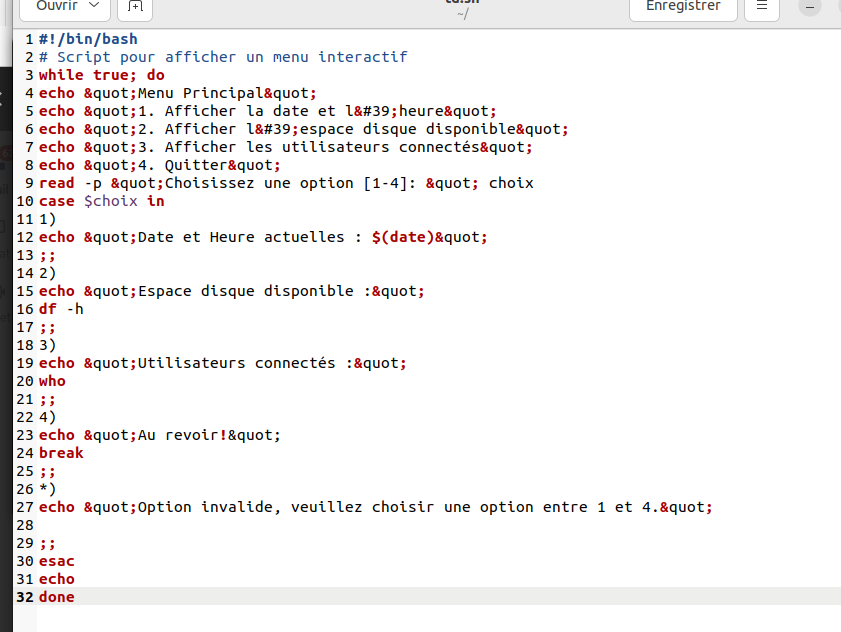 Ouvrir
~/
Enregistrer
1 #!/bin/bash
2 # Script pour afficher un menu interactif
3 while true; do
4 echo &quot;Menu Principal&quot;
5 echo &quot;1. Afficher la date et l&#39;heure&quot;
6 echo &quot;2. Afficher l&#39;espace disque disponible&quot;
7 echo &quot;3. Afficher les utilisateurs connectés&quot;
8 echo &quot;4. Quitter&quot;
9 read -p &quot;Choisissez une option [1-4]: &quot; choix
10 case $choix in
11 1)
12 echo &quot;Date et Heure actuelles : $(date)&quot;
13 ;;
14 2)
15 echo &quot;Espace disque disponible :&quot;
16 df -h
17 ;;
18 3)
19 echo &quot;Utilisateurs connectés :&quot;
20 who
21 ;;
22 4)
23 echo &quot;Au revoir!&quot;
24 break
25 ;;
26 *)
27 echo &quot;Option invalide, veuillez choisir une option entre 1 et 4.&quot;
28
29 ;;
30 esac
31 echo
32 done